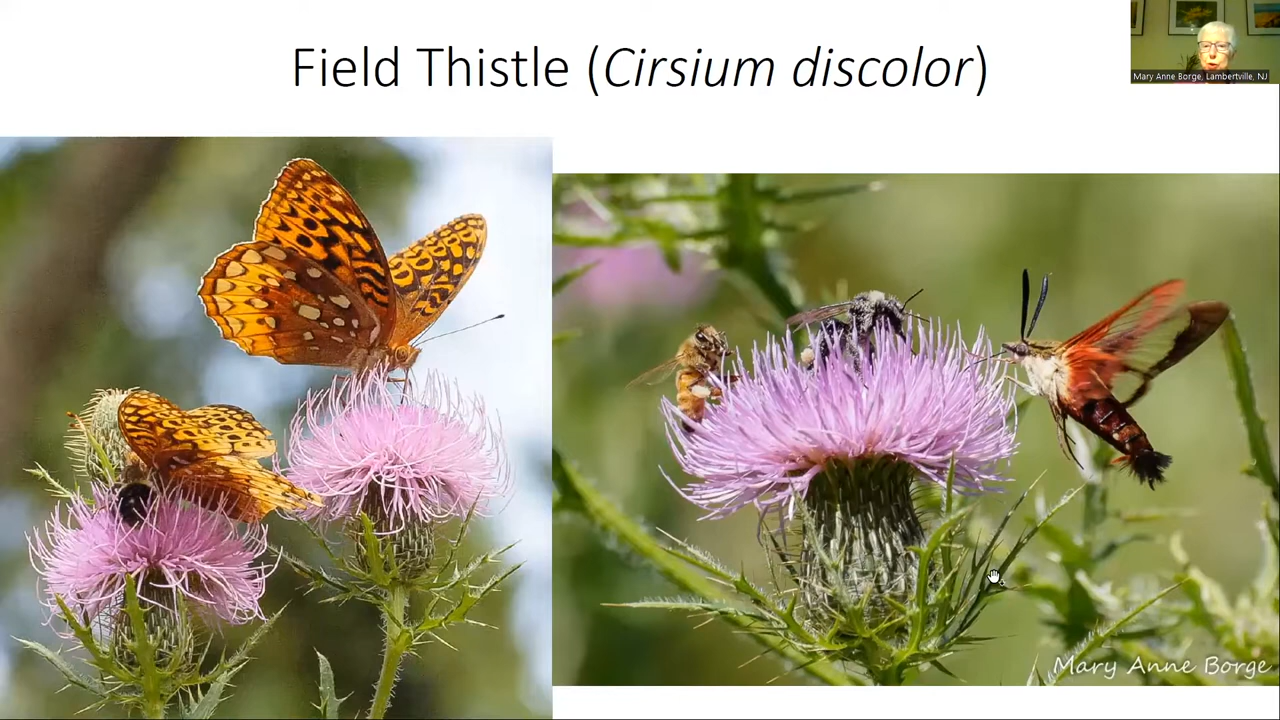 Field Thistle (Cirsium discolor)
Mary Anne Borge, Lambertville, NJ
Mary Anne Borge